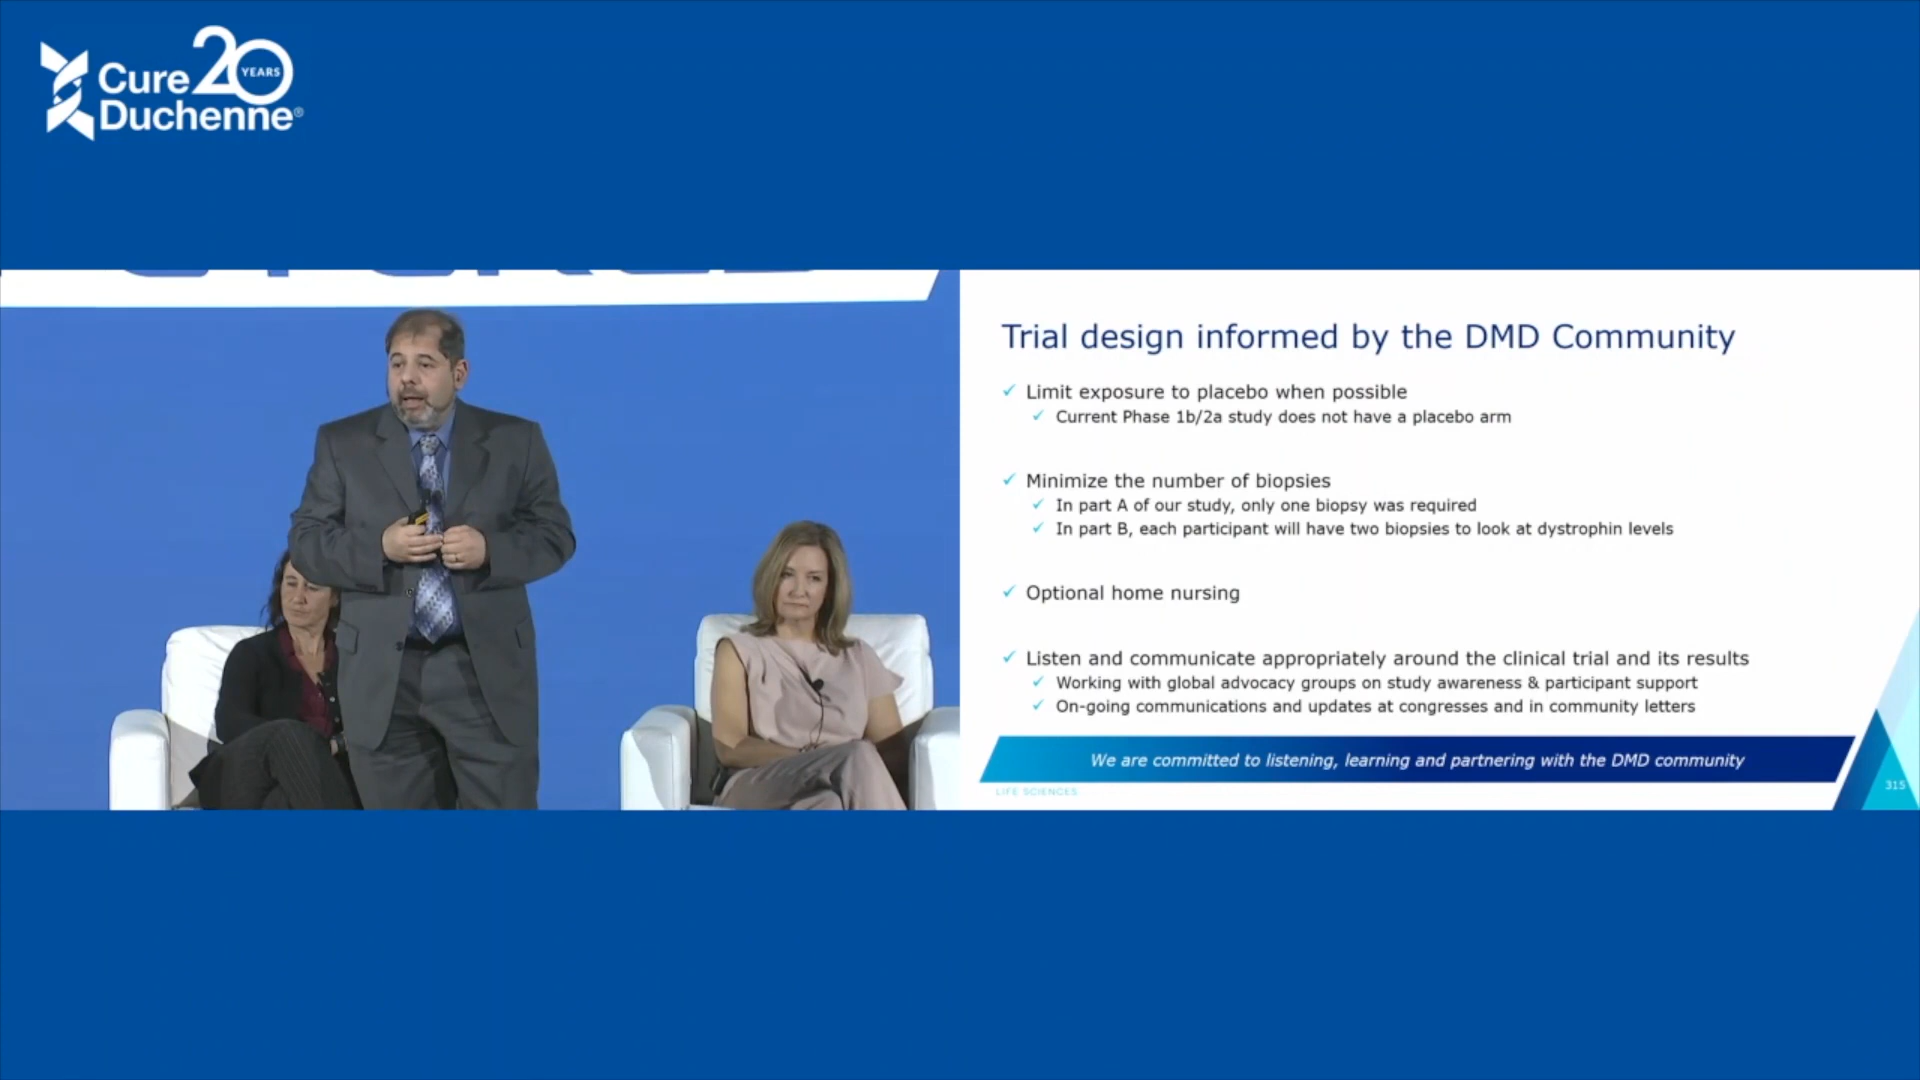 Cure 20 YEARS
Duchenne®
Trial design informed by the DMD Community
✓ Limit exposure to placebo when possible
✓ Current Phase 1b/2a study does not have a placebo arm
✓ Minimize the number of biopsies
✓ In part A of our study, only one biopsy was required
✓ In part B, each participant will have two biopsies to look at dystrophin levels
✓ Optional home nursing
✓ Listen and communicate appropriately around the clinical trial and its results
✓ Working with global advocacy groups on study awareness & participant support
✓ On-going communications and updates at congresses and in community letters
We are committed to listening, learning and partnering with the DMD community
LIFE SCIENCES
315